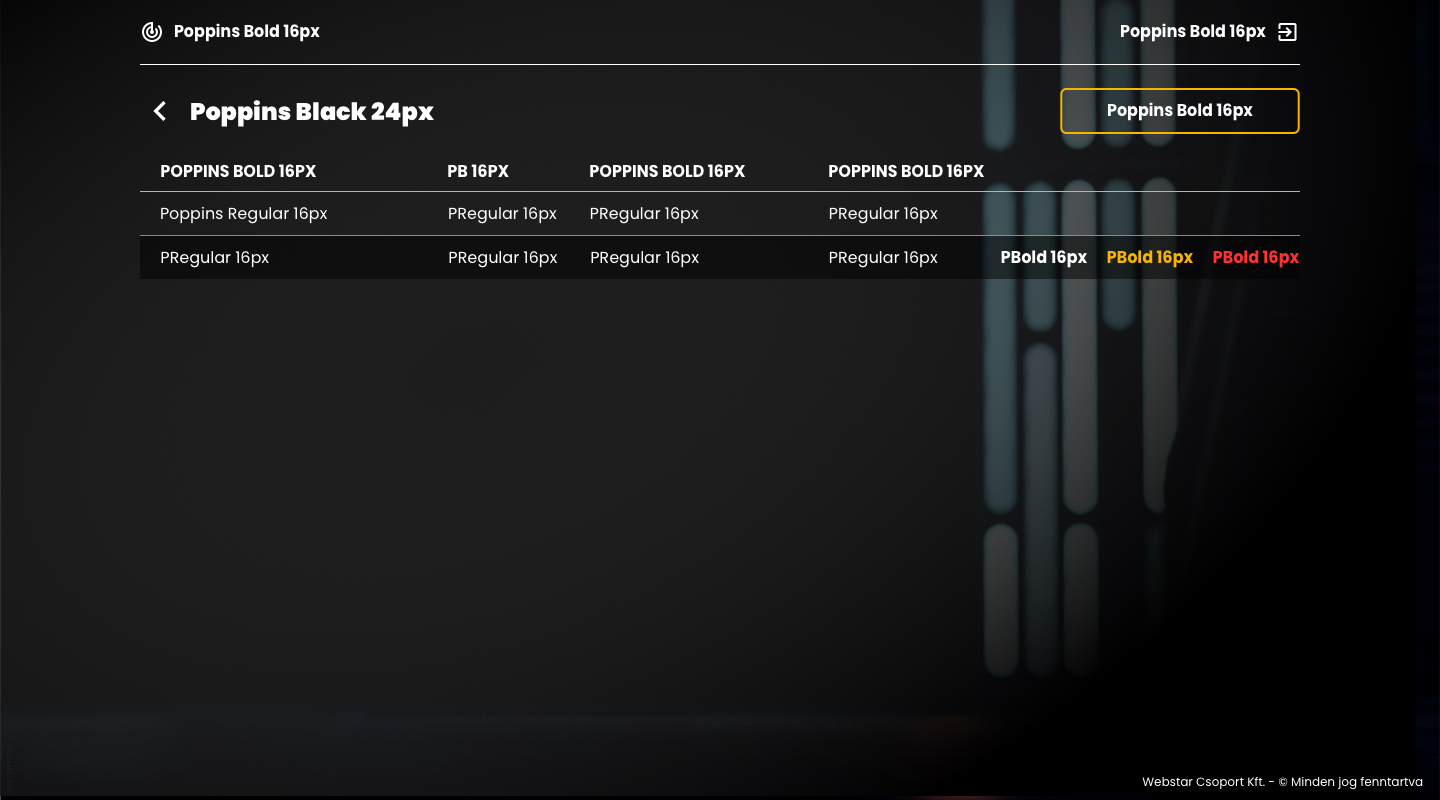 Poppins Bold 16px Poppins Bold 16px
Poppins Black 24px Poppins Bold 16px
POPPINS BOLD 16PX PB 16PX POPPINS BOLD 16PX POPPINS BOLD 16PX
Poppins Regular 16px PRegular 16px PRegular 16px PRegular 16px
PRegular 16px PRegular 16px PRegular 16px PRegular 16px PBold 16px PBold 16px PBold 16px
Webstar Csoport Kft. - © Minden jog fenntartva